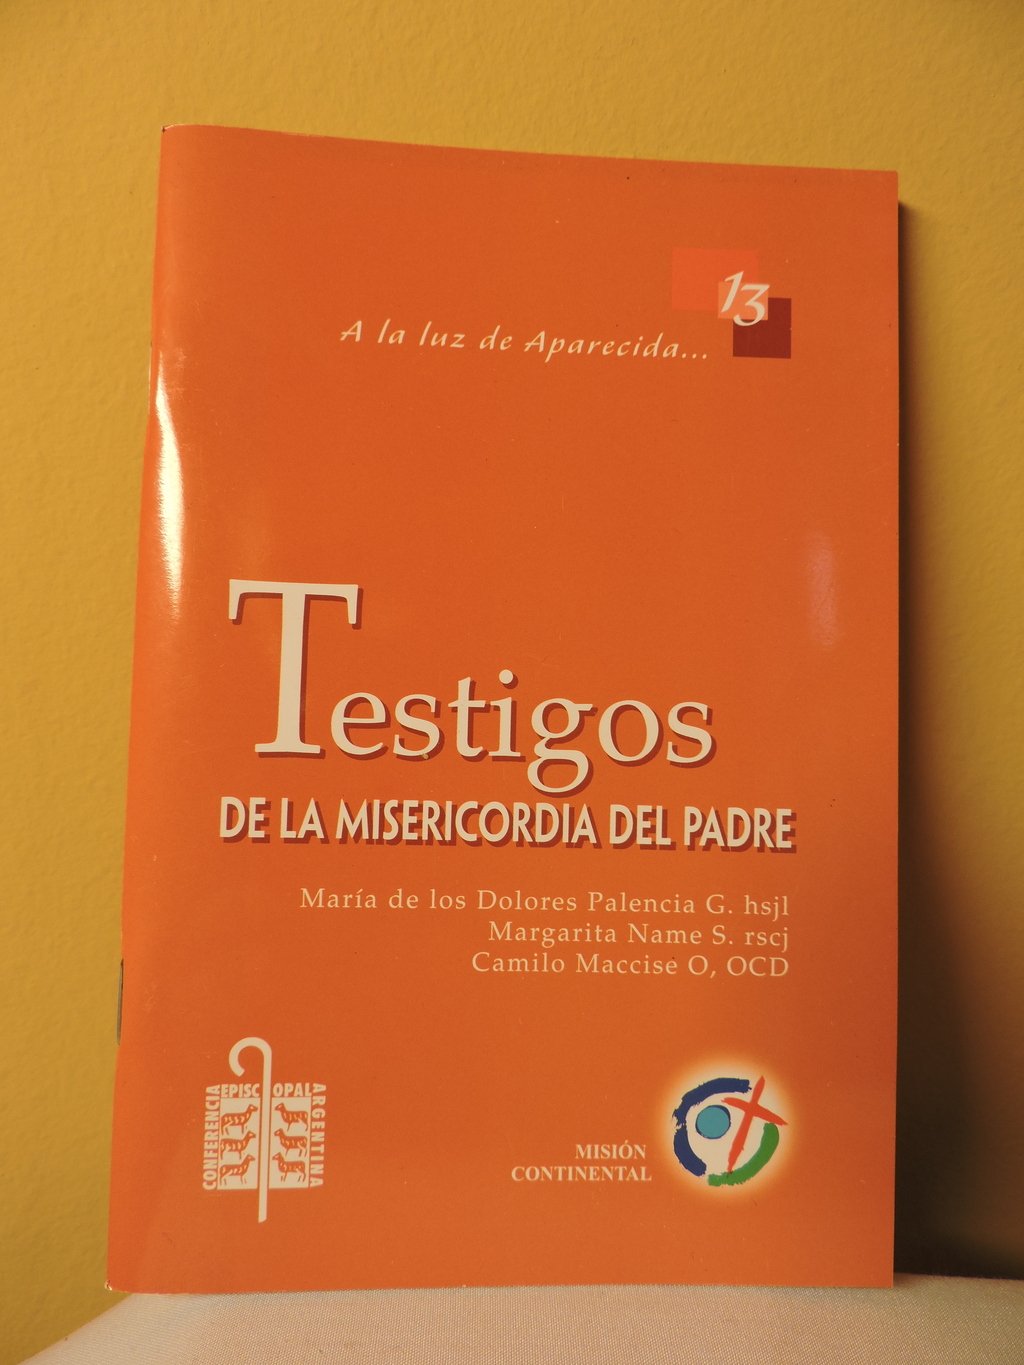 13
A la luz de Aparecida...
Testigos
DE LA MISERICORDIA DEL PADRE
María de los Dolores Palencia G. hsjl
Margarita Name S. rscj
Camilo Maccise O, OCD
CONFERENCIA
EPISCOPAL
ARGENTINA
MISIÓN
CONTINENTAL